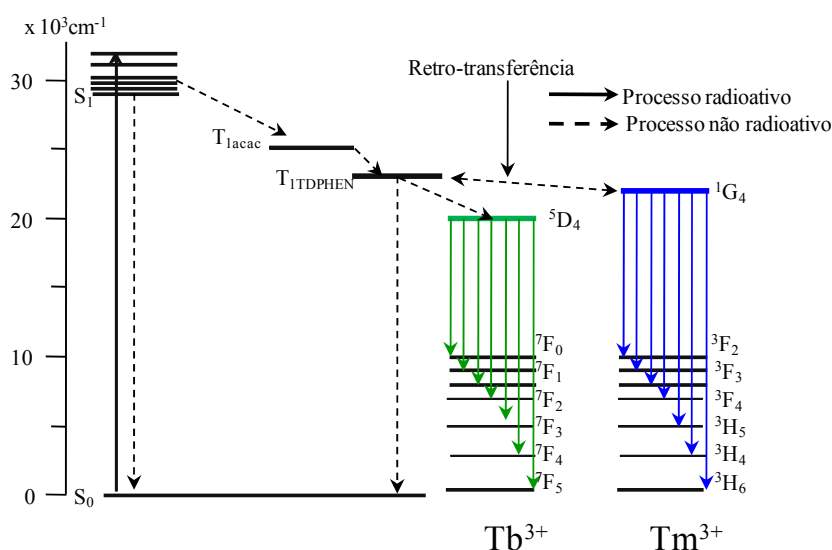 x 10³cm⁻¹
30
20
10
0
S₁
S₀
T₁acac
T₁TDPHEN
Retro-transferência
Processo radioativo
Processo não radioativo
⁵D₄
¹G₄
⁷F₀
⁷F₁
⁷F₂
⁷F₃
⁷F₄
⁷F₅
³F₂
³F₃
³F₄
³H₅
³H₄
³H₆
Tb³⁺
Tm³⁺